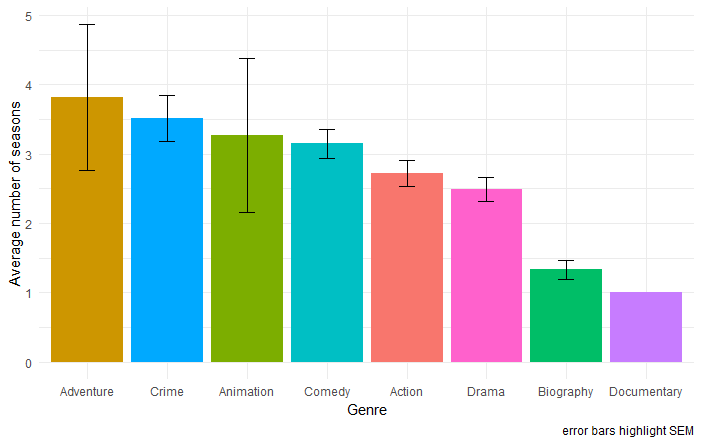 Average number of seasons
5
4
3
2
1
0
Adventure Crime Animation Comedy Action Drama Biography Documentary
Genre
error bars highlight SEM